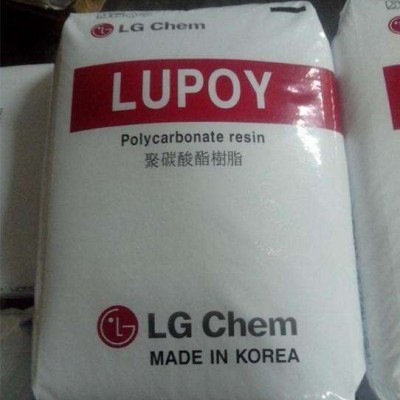 LG Chem
LUPOY
Polycarbonate resin
聚碳酸酯樹脂
LG Chem
MADE IN KOREA